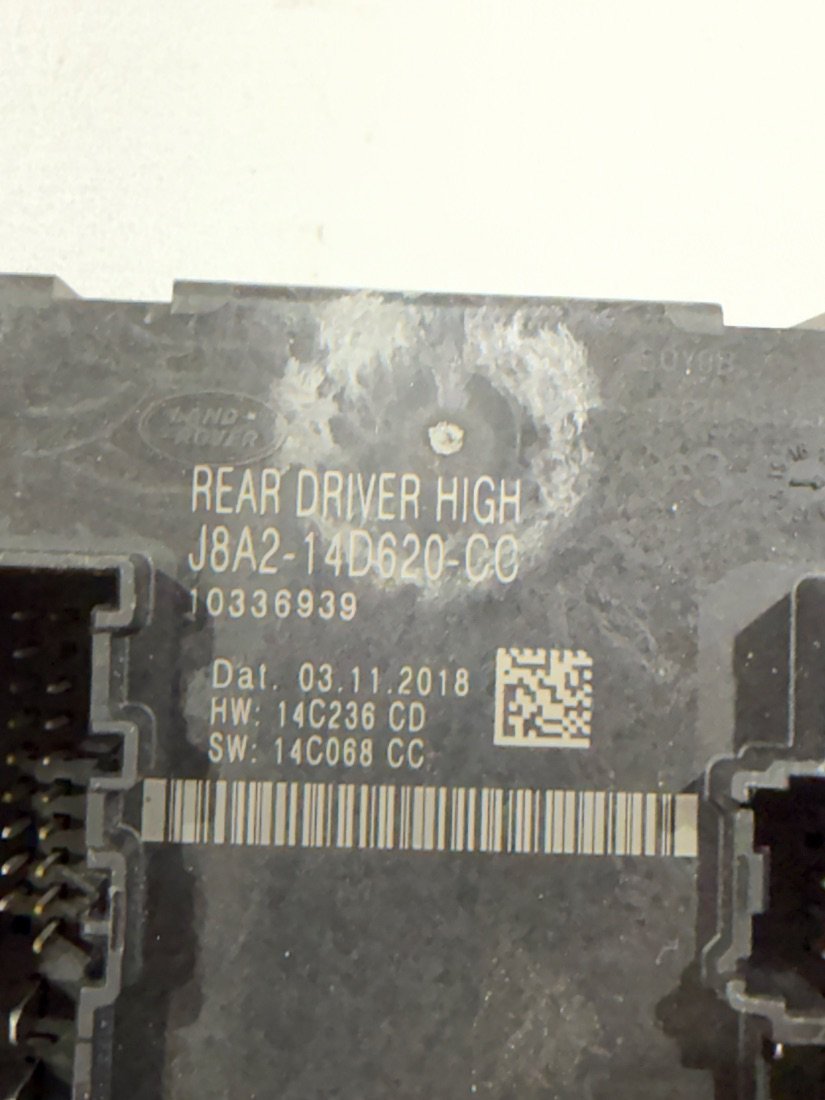 LAND-
ROVER
REAR DRIVER HIGH
J8A2-14D620-CC
10336939
Dat. 03.11.2018
HW: 14C236 CD
SW: 14C068 CC